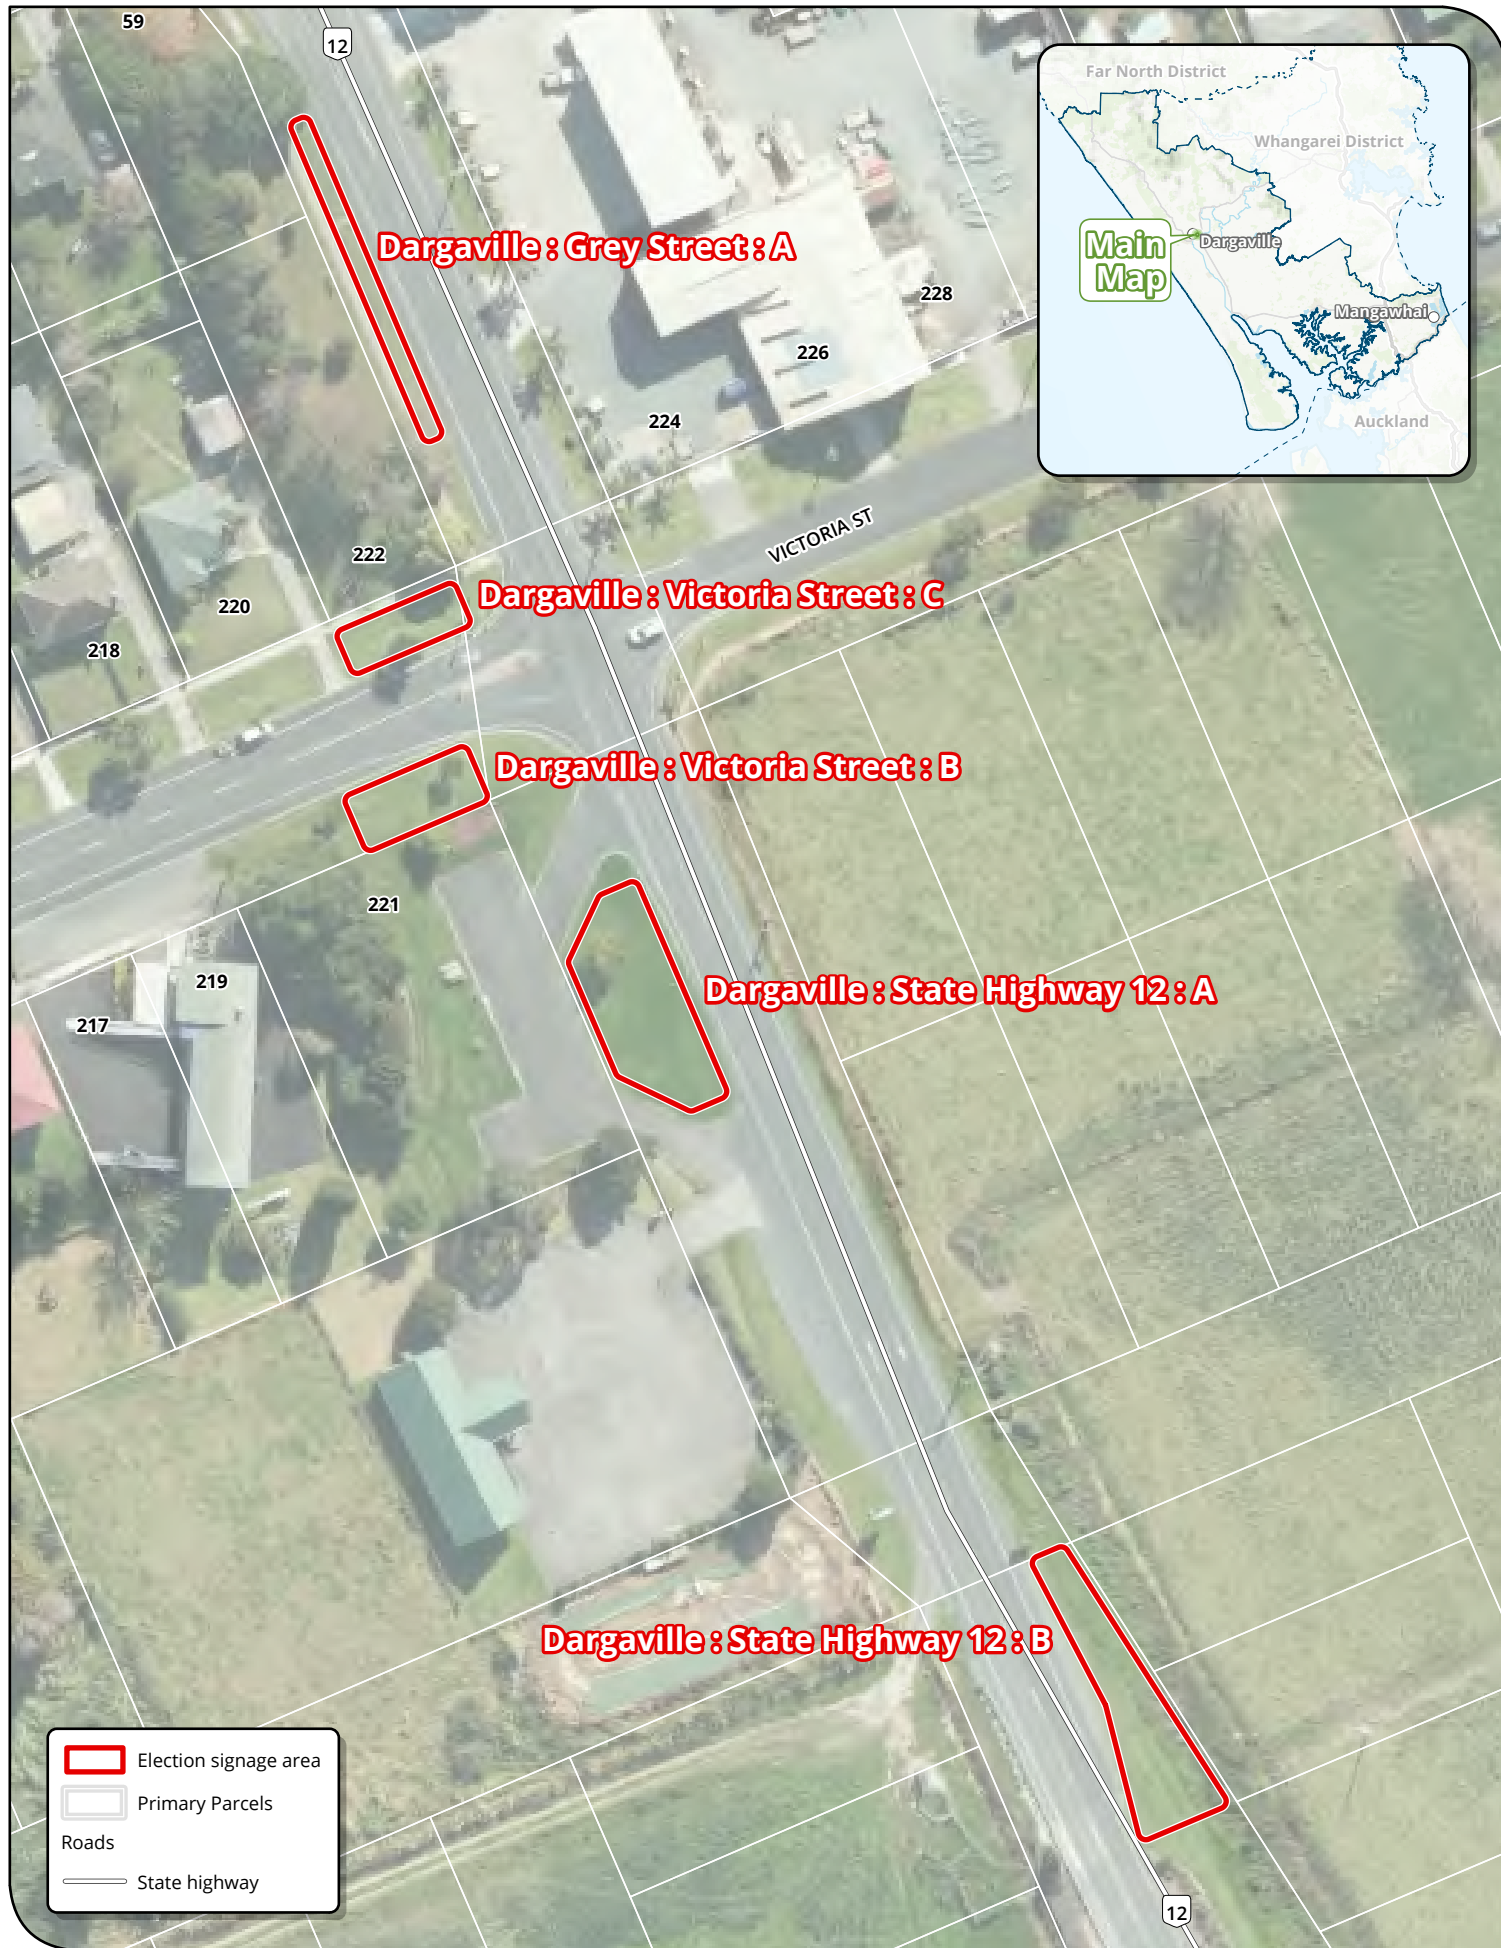 59
12
Far North District
Whangarei District
Main
Map
Dargaville
Mangawhai
Auckland
Dargaville : Grey Street : A
228
226
224
VICTORIA ST
222
220
218
Dargaville : Victoria Street : C
Dargaville : Victoria Street : B
221
219
217
Dargaville : State Highway 12 : A
Dargaville : State Highway 12 : B
Election signage area
Primary Parcels
Roads
State highway
12